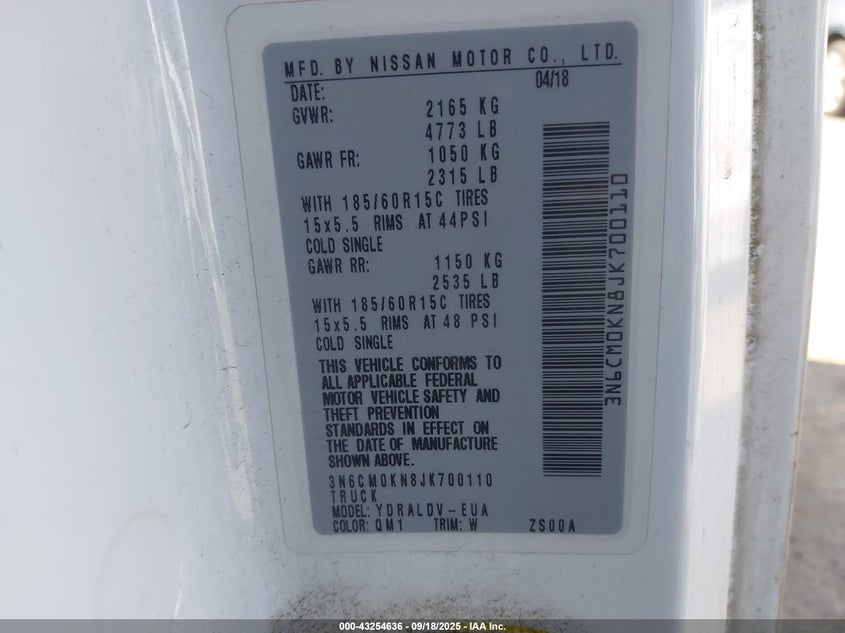 MFD. BY NISSAN MOTOR CO., LTD.
DATE: 04/18
GVWR: 2165 KG
4773 LB
GAWR FR: 1050 KG
2315 LB
WITH 185/60R15C TIRES
15x5.5 RIMS AT 44PSI
COLD SINGLE
GAWR RR: 1150 KG
2535 LB
WITH 185/60R15C TIRES
15x5.5 RIMS AT 48 PSI
COLD SINGLE
THIS VEHICLE CONFORMS TO
ALL APPLICABLE FEDERAL
MOTOR VEHICLE SAFETY AND
THEFT PREVENTION
STANDARDS IN EFFECT ON
THE DATE OF MANUFACTURE
SHOWN ABOVE.
3N6CM0KN8JK700110
TRUCK
MODEL: YDRALDV-EUA
COLOR: QM1 TRIM: W ZS00A
3N6CM0KN8JK700110
000-43254636 - 09/18/2025 - IAA Inc.